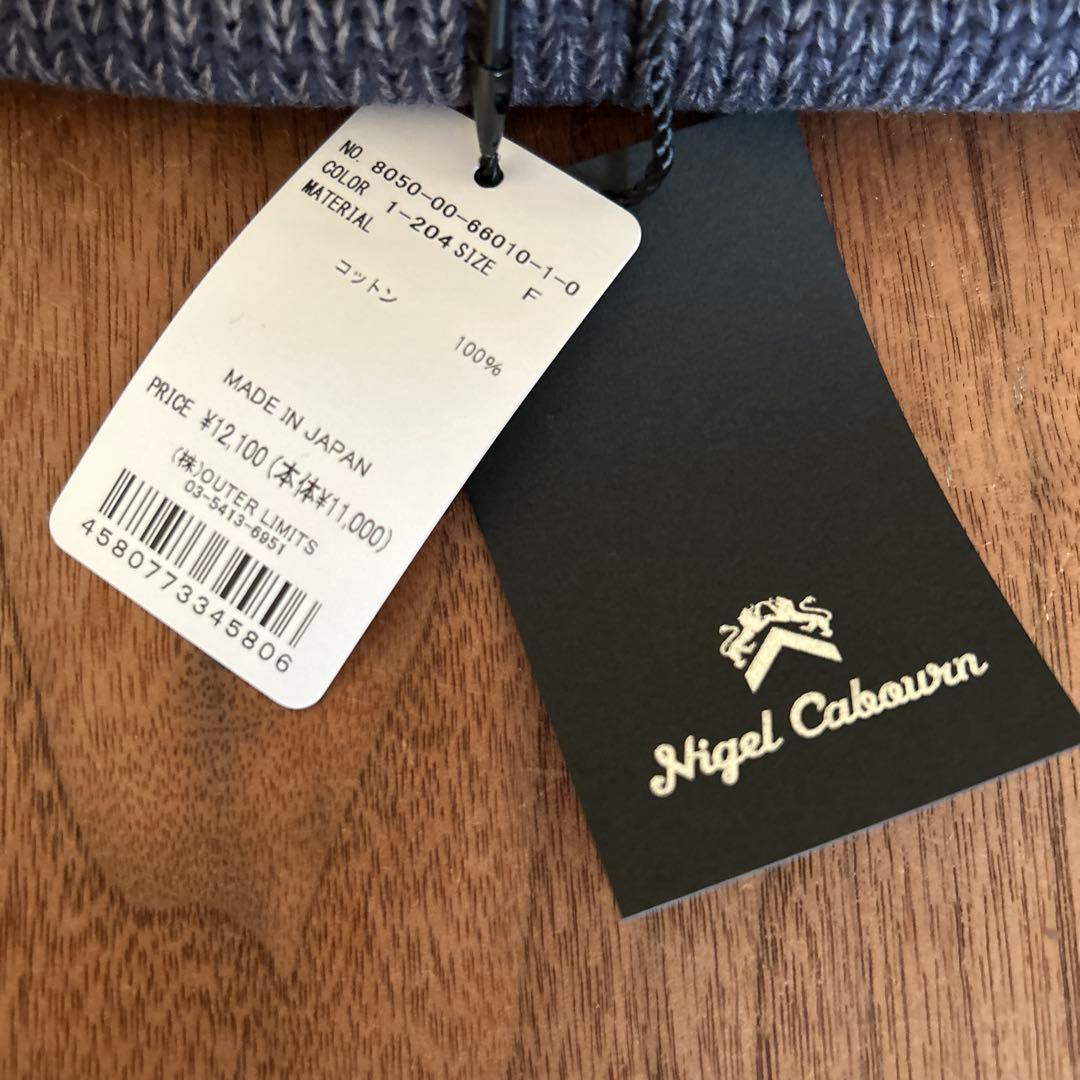 NO. 8050-00-66010-1-0
COLOR 1-204 SIZE F
MATERIAL
コットン 100%
MADE IN JAPAN
PRICE ¥12,100(本体¥11,000)
(株)OUTER LIMITS
03-5413-6951
4580773345806
Nigel Cabourn